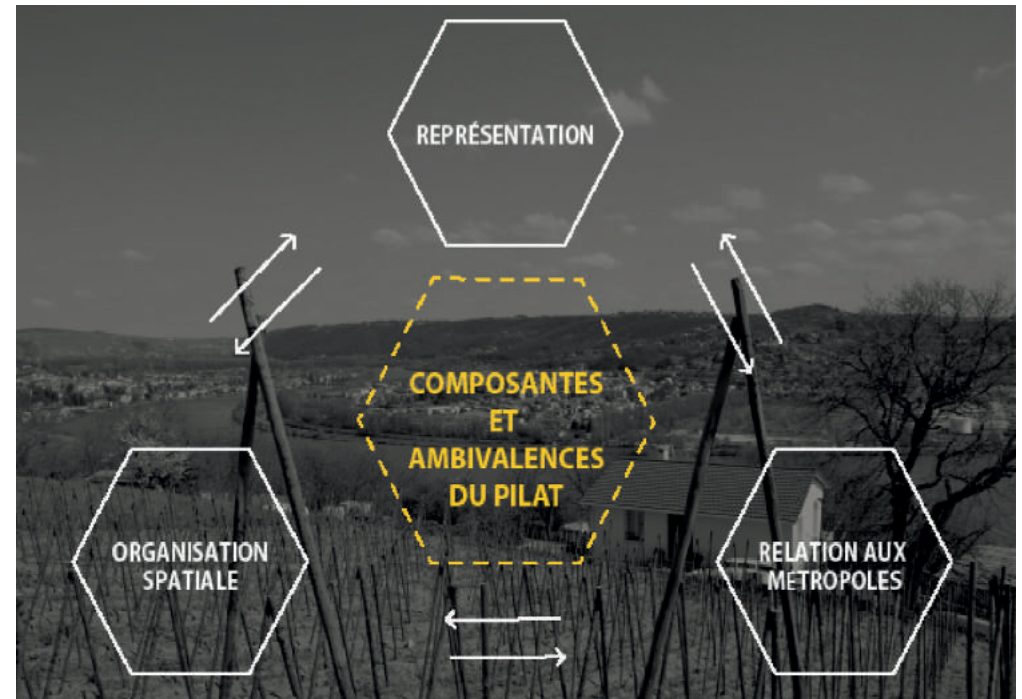 REPRÉSENTATION
COMPOSANTES
ET
AMBIVALENCES
DU PILAT
ORGANISATION
SPATIALE
RELATION AUX
MÉTROPOLES